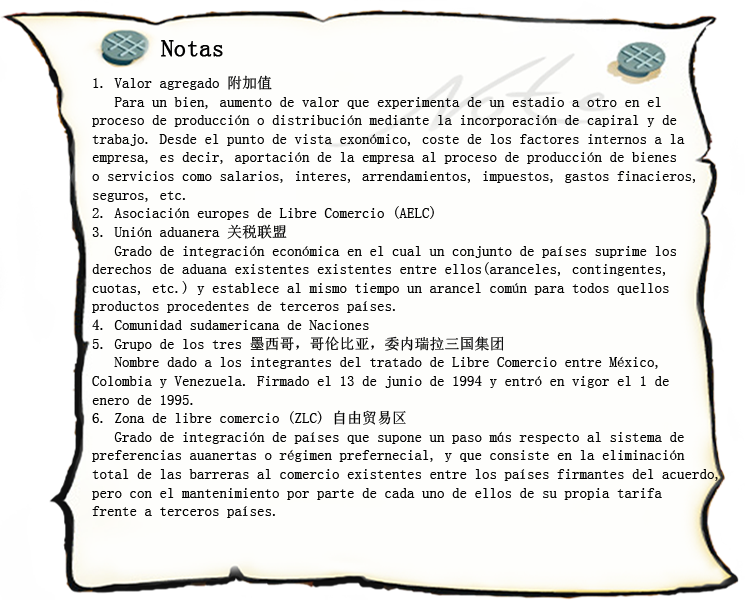 Notas
1. Valor agregado 附加值
Para un bien, aumento de valor que experimenta de un estadio a otro en el
proceso de producción o distribución mediante la incorporación de capiral y de
trabajo. Desde el punto de vista exonómico, coste de los factores internos a la
empresa, es decir, aportación de la empresa al proceso de producción de bienes
o servicios como salarios, interes, arrendamientos, impuestos, gastos finacieros,
seguros, etc.
2. Asociación europes de Libre Comercio (AELC)
3. Unión aduanera 关税联盟
Grado de integración económica en el cual un conjunto de países suprime los
derechos de aduana existentes existentes entre ellos(aranceles, contingentes,
cuotas, etc.) y establece al mismo tiempo un arancel común para todos quellos
productos procedentes de terceros países.
4. Comunidad sudamericana de Naciones
5. Grupo de los tres 墨西哥, 哥伦比亚, 委内瑞拉三国集团
Nombre dado a los integrantes del tratado de Libre Comercio entre México,
Colombia y Venezuela. Firmado el 13 de junio de 1994 y entró en vigor el 1 de
enero de 1995.
6. Zona de libre comercio (ZLC) 自由贸易区
Grado de integración de países que supone un paso más respecto al sistema de
preferencias auanertas o régimen prefernecial, y que consiste en la eliminación
total de las barreras al comercio existentes entre los países firmantes del acuerdo,
pero con el mantenimiento por parte de cada uno de ellos de su propia tarifa
frente a terceros países.